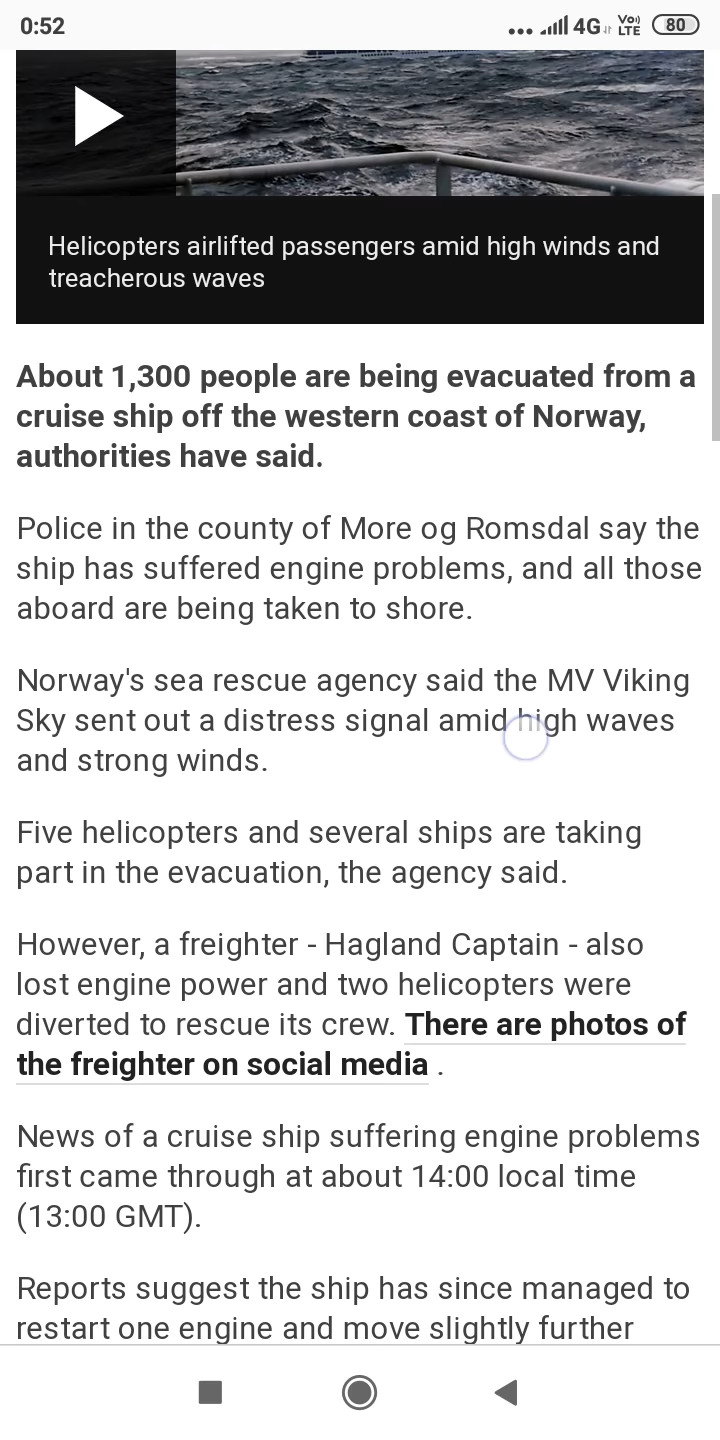 0:52
4G
Vo))
LTE
80
Helicopters airlifted passengers amid high winds and
treacherous waves
About 1,300 people are being evacuated from a
cruise ship off the western coast of Norway,
authorities have said.
Police in the county of More og Romsdal say the
ship has suffered engine problems, and all those
aboard are being taken to shore.
Norway's sea rescue agency said the MV Viking
Sky sent out a distress signal amid high waves
and strong winds.
Five helicopters and several ships are taking
part in the evacuation, the agency said.
However, a freighter - Hagland Captain - also
lost engine power and two helicopters were
diverted to rescue its crew. There are photos of
the freighter on social media .
News of a cruise ship suffering engine problems
first came through at about 14:00 local time
(13:00 GMT).
Reports suggest the ship has since managed to
restart one engine and move slightly further